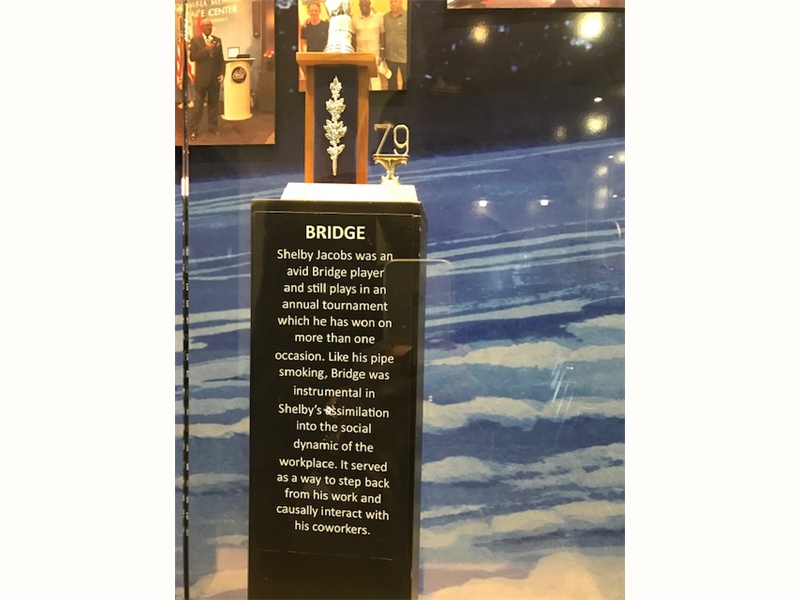 ACE CENTER
79
BRIDGE
Shelby Jacobs was an
avid Bridge player
and still plays in an
annual tournament
which he has won on
more than one
occasion. Like his pipe
smoking, Bridge was
instrumental in
Shelby's assimilation
into the social
dynamic of the
workplace. It served
as a way to step back
from his work and
causally interact with
his coworkers.